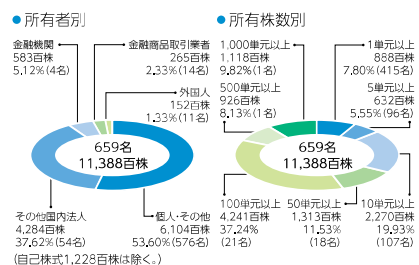 ●所有者別
金融機関
583百株
5.12%(4名)
金融商品取引業者
265百株
2.33%(14名)
外国人
152百株
1.33%(11名)
659名
11,388百株
その他国内法人
4,284百株
37.62%(54名)
個人・その他
6,104百株
53.60%(576名)
(自己株式1,228百株は除く。)
●所有株数別
1,000単元以上
1,118百株
9.82%(1名)
1単元以上
888百株
7.80%(415名)
500単元以上
926百株
8.13%(1名)
5単元以上
632百株
5.55%(96名)
659名
11,388百株
100単元以上
4,241百株
37.24%
(21名)
50単元以上
1,313百株
11.53%
(18名)
10単元以上
2,270百株
19.93%
(107名)